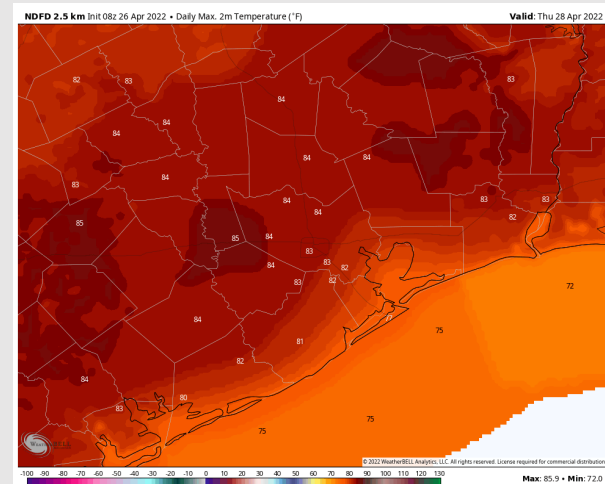 NDFD 2.5 km Init 08z 26 Apr 2022 • Daily Max. 2m Temperature (°F)
Valid: Thu 28 Apr 2022
82 83 83
84
84 84
84 84
84
83
84 83 83
85 84 82
85 84
83
84 83 82
83 82
72
77
84
75
81
82
84
80
83
75
75
WeatherBELL
© 2022 WeatherBELL Analytics, LLC. All rights reserved. License required for commercial distribution
-100 -90 -80 -70 -60 -50 -40 -30 -20 -10 0 10 20 30 40 50 60 70 80 90 100 110 120 130
Max: 85.9 • Min: 72.0